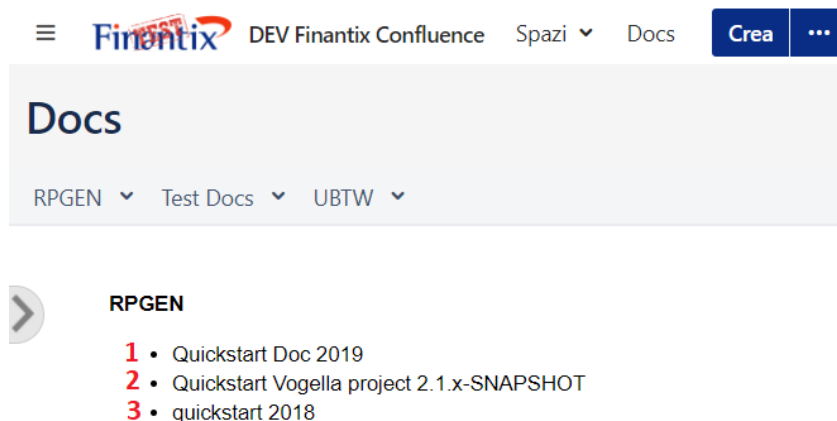 Finantix TEST DEV Finantix Confluence Spazi Docs Crea ...
Docs
RPGEN Test Docs UBTW
RPGEN
1 • Quickstart Doc 2019
2 • Quickstart Vogella project 2.1.x-SNAPSHOT
3 • quickstart 2018